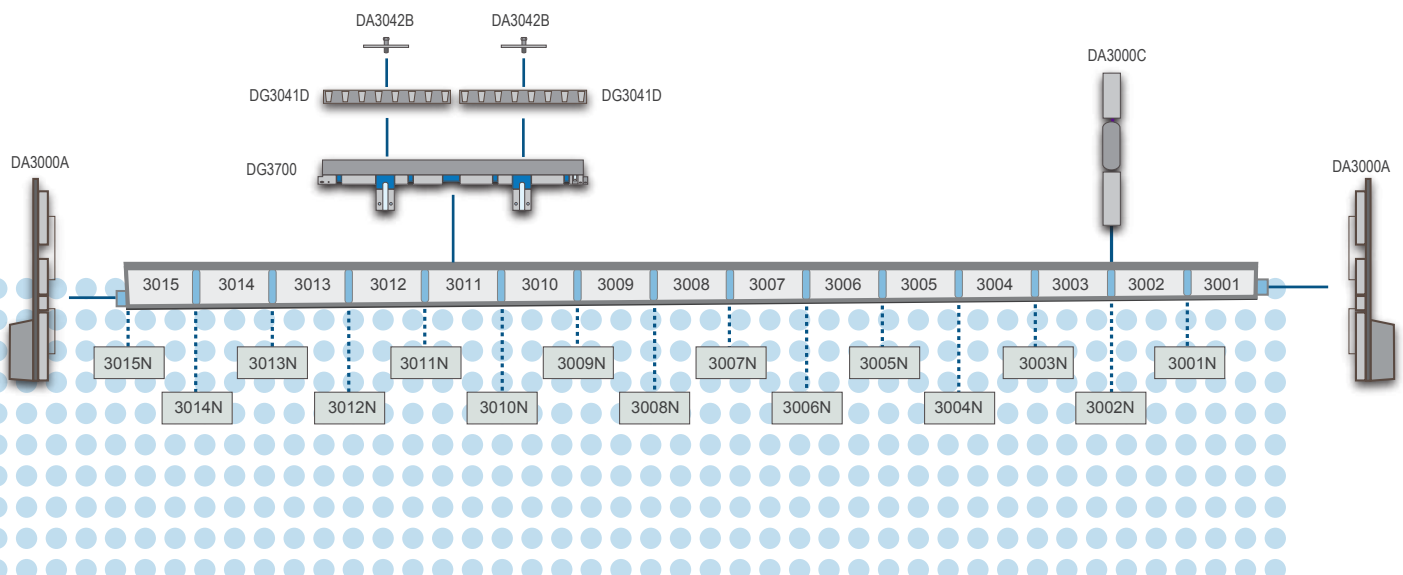 DA3042B DA3042B
DA3000C
DG3041D DG3041D
DA3000A DG3700 DA3000A
3015 3014 3013 3012 3011 3010 3009 3008 3007 3006 3005 3004 3003 3002 3001
3015N 3013N 3011N 3009N 3007N 3005N 3003N 3001N
3014N 3012N 3010N 3008N 3006N 3004N 3002N